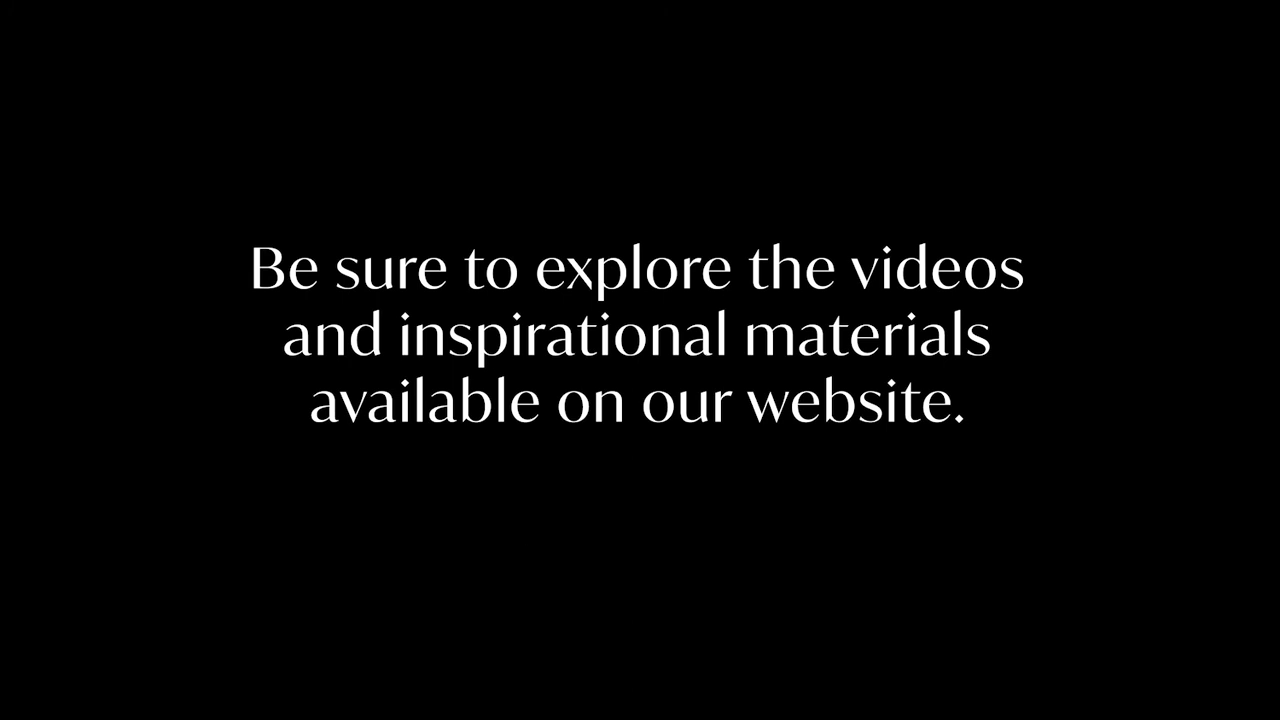 Be sure to explore the videos
and inspirational materials
available on our website.